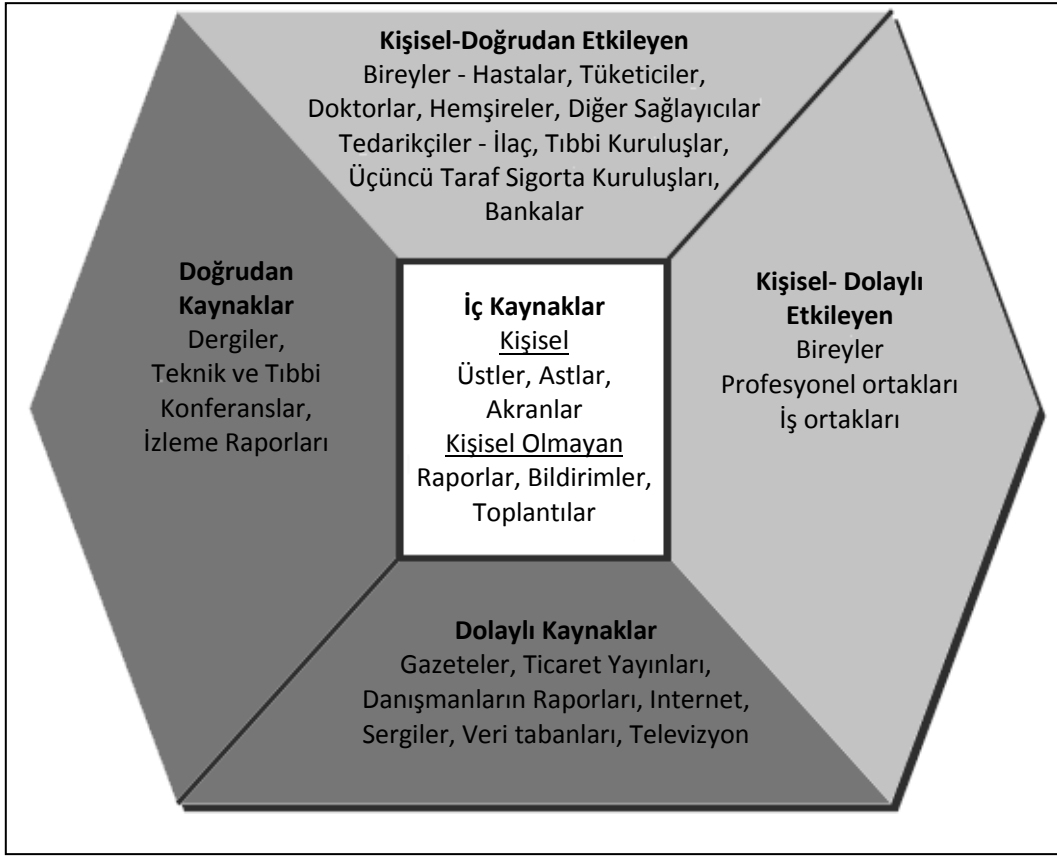 Kişisel-Doğrudan Etkileyen
Bireyler - Hastalar, Tüketiciler,
Doktorlar, Hemşireler, Diğer Sağlayıcılar
Tedarikçiler - İlaç, Tıbbi Kuruluşlar,
Üçüncü Taraf Sigorta Kuruluşları,
Bankalar
Doğrudan
Kaynaklar
Dergiler,
Teknik ve Tıbbi
Konferanslar,
İzleme Raporları
İç Kaynaklar
Kişisel
Üstler, Astlar,
Akranlar
Kişisel Olmayan
Raporlar, Bildirimler,
Toplantılar
Kişisel- Dolaylı
Etkileyen
Bireyler
Profesyonel ortakları
İş ortakları
Dolaylı Kaynaklar
Gazeteler, Ticaret Yayınları,
Danışmanların Raporları, Internet,
Sergiler, Veri tabanları, Televizyon